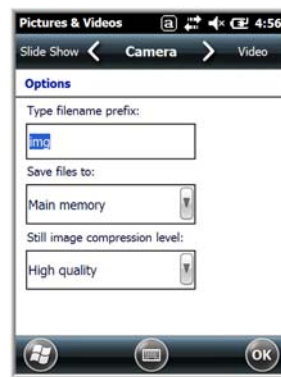 Pictures & Videos a 4:56
Slide Show Camera Video
Options
Type filename prefix:
img
Save files to:
Main memory
Still image compression level:
High quality
OK